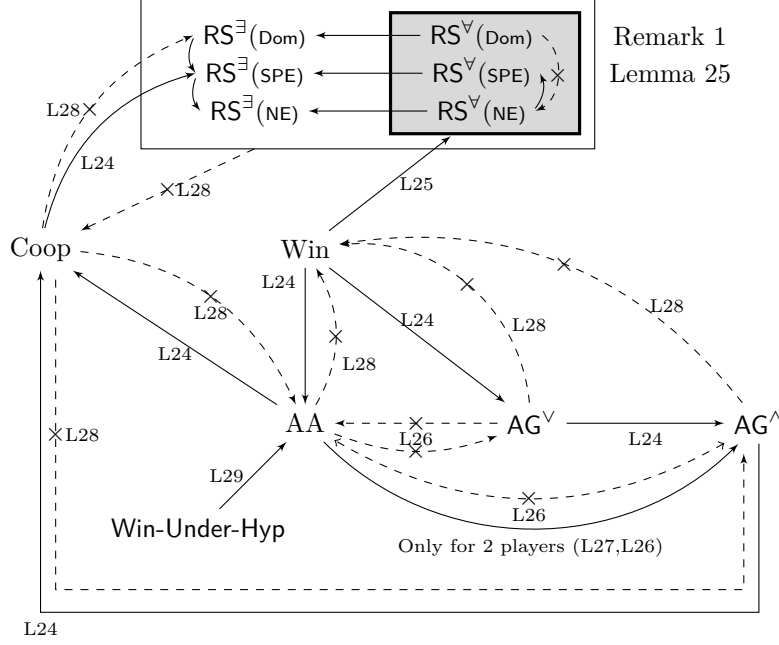 RS∃(Dom) RS∀(Dom) Remark 1
RS∃(SPE) RS∀(SPE) Lemma 25
RS∃(NE) RS∀(NE)
L28
L24
L28
L25
Coop Win
L24
L28
L24
L28
L24
L28
L28
L28
L26
AA AG∨ AG∧
L24
L29
L26
Win-Under-Hyp
Only for 2 players (L27,L26)
L24